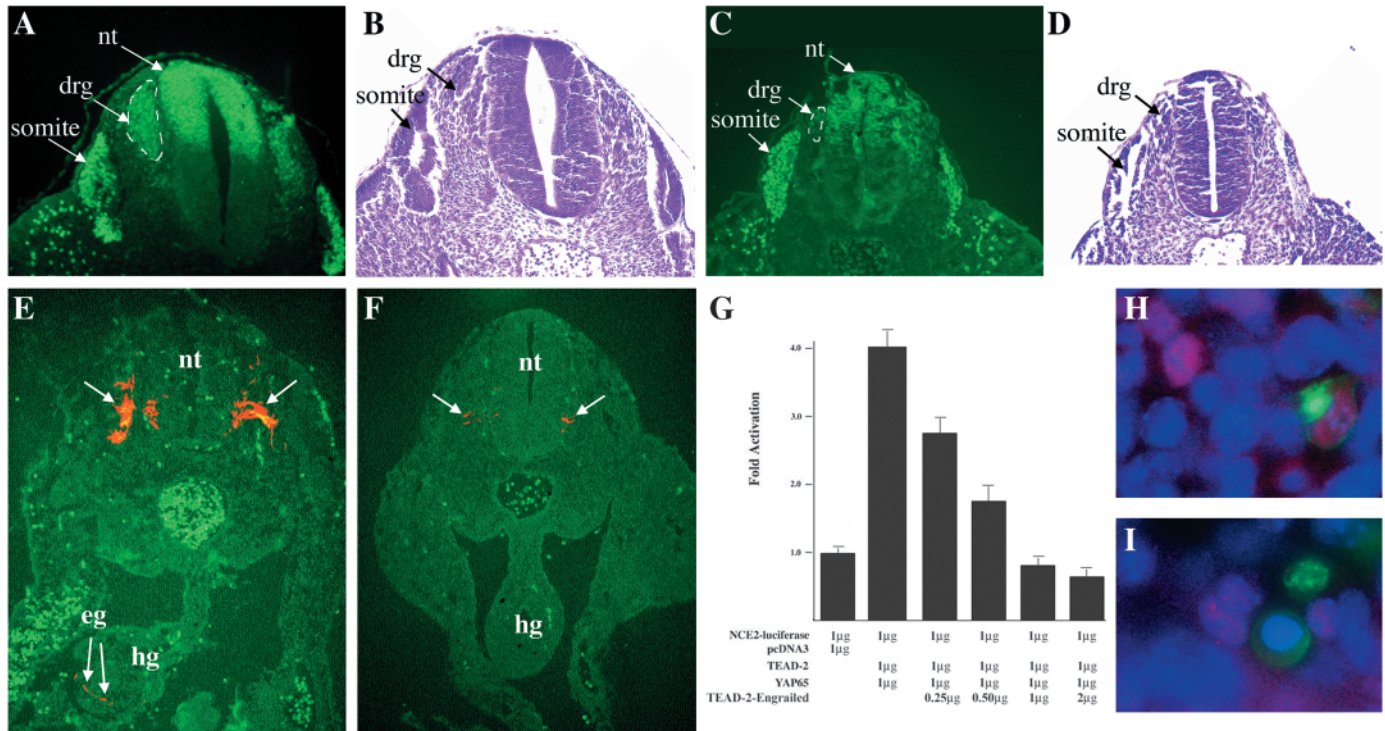 A
nt
drg
somite
B
drg
somite
C
nt
drg
somite
D
drg
somite
E
nt
eg
hg
F
nt
hg
G
Fold Activation
4.0
3.0
2.0
1.0
NCE2-luciferase 1µg 1µg 1µg 1µg 1µg 1µg
pcDNA3 1µg
TEAD-2 1µg 1µg 1µg 1µg 1µg
YAP65 1µg 1µg 1µg 1µg 1µg
TEAD-2-Engrailed 0.25µg 0.50µg 1µg 2µg
H
I